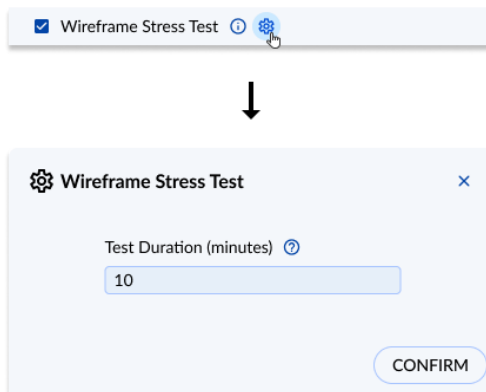 Wireframe Stress Test
Wireframe Stress Test
Test Duration (minutes)
10
CONFIRM